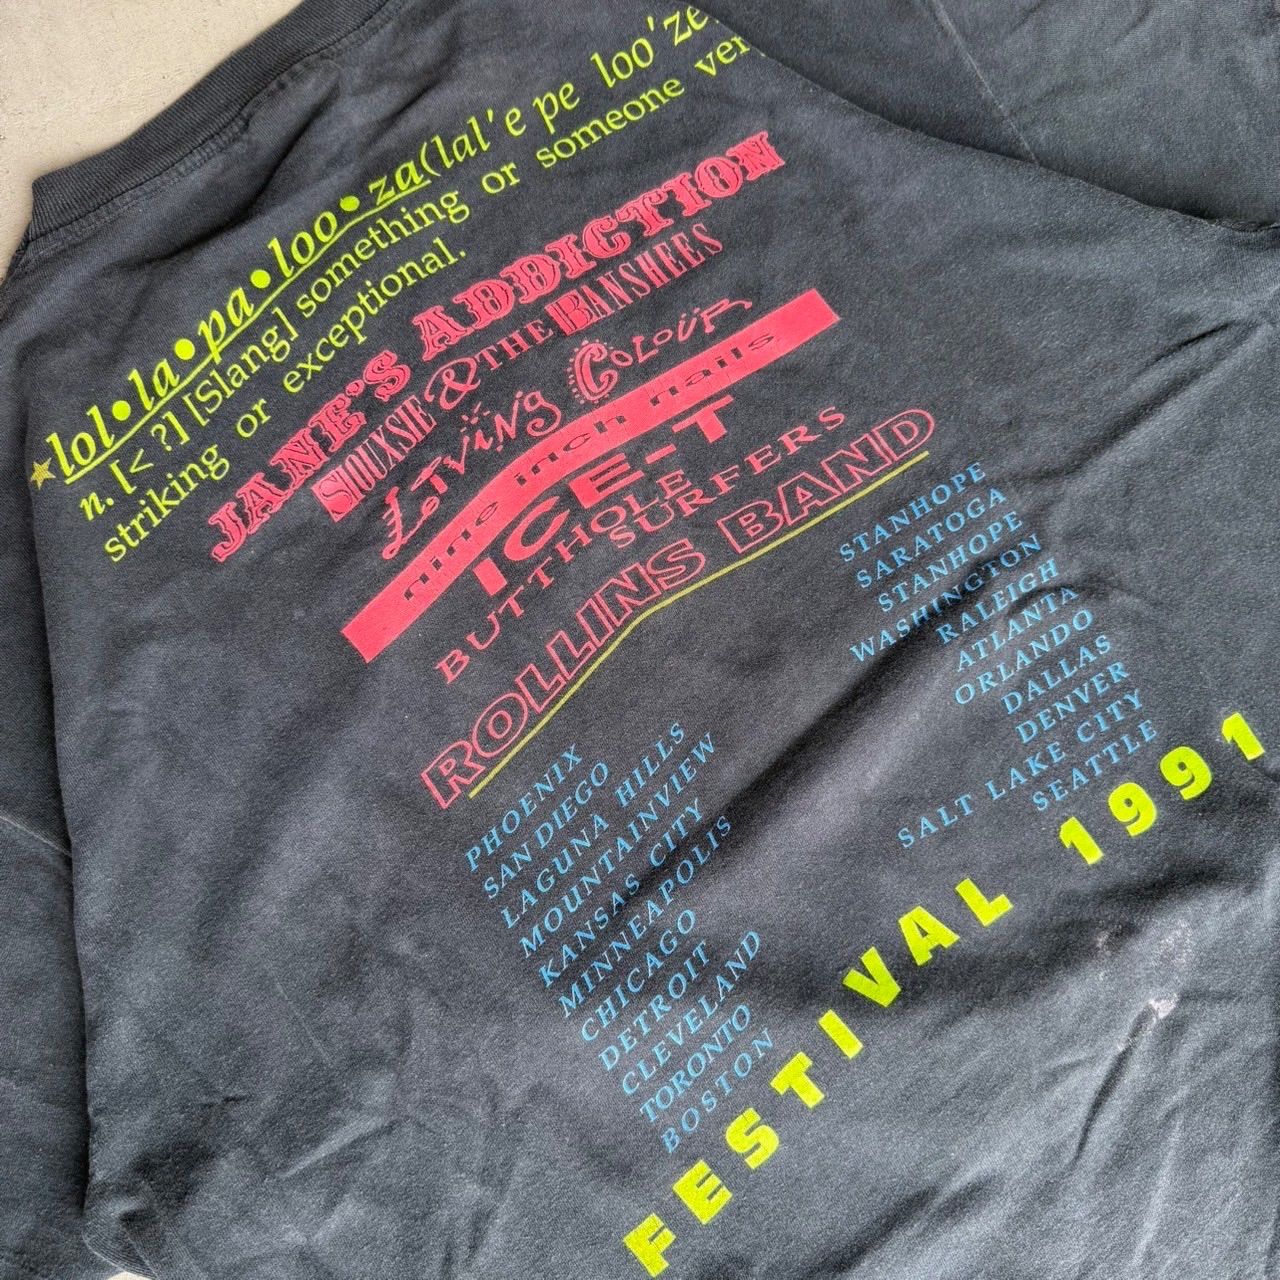 lol•la•pa•loo•za(lal'e pe loo'ze
n. [< ?] [Slang] something or someone very
striking or exceptional.
JANE'S ADDICTION
SIOUXSIE & THE BANSHEES
LiViNG COLOUR
nine inch nails
ICE-T
BUTTHOLE
SURFERS
ROLLINS BAND
PHOENIX
SAN DIEGO
LAGUNA HILLS
MOUNTAINVIEW
KANSAS CITY
MINNEAPOLIS
CHICAGO
DETROIT
CLEVELAND
TORONTO
BOSTON
STANHOPE
SARATOGA
STANHOPE
WASHINGTON
RALEIGH
ATLANTA
ORLANDO
DALLAS
DENVER
SALT LAKE CITY
SEATTLE
FESTIVAL 1991